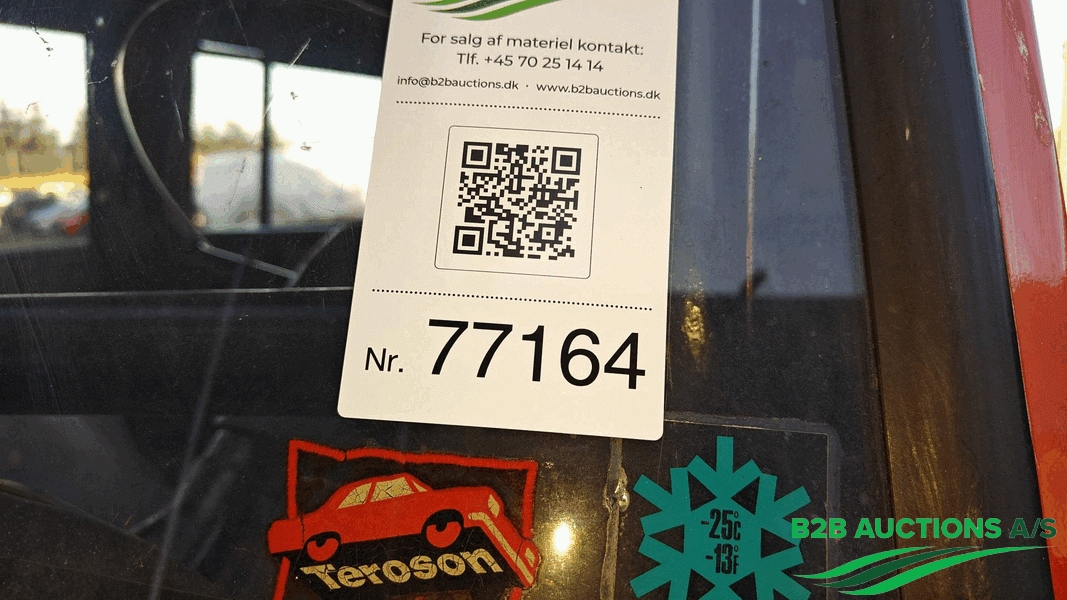 For salg af materiel kontakt:
Tlf. +45 70 25 14 14
info@b2bauctions.dk · www.b2bauctions.dk
Nr. 77164
Teroson
-25°C
-13°F
B2B AUCTIONS A/S